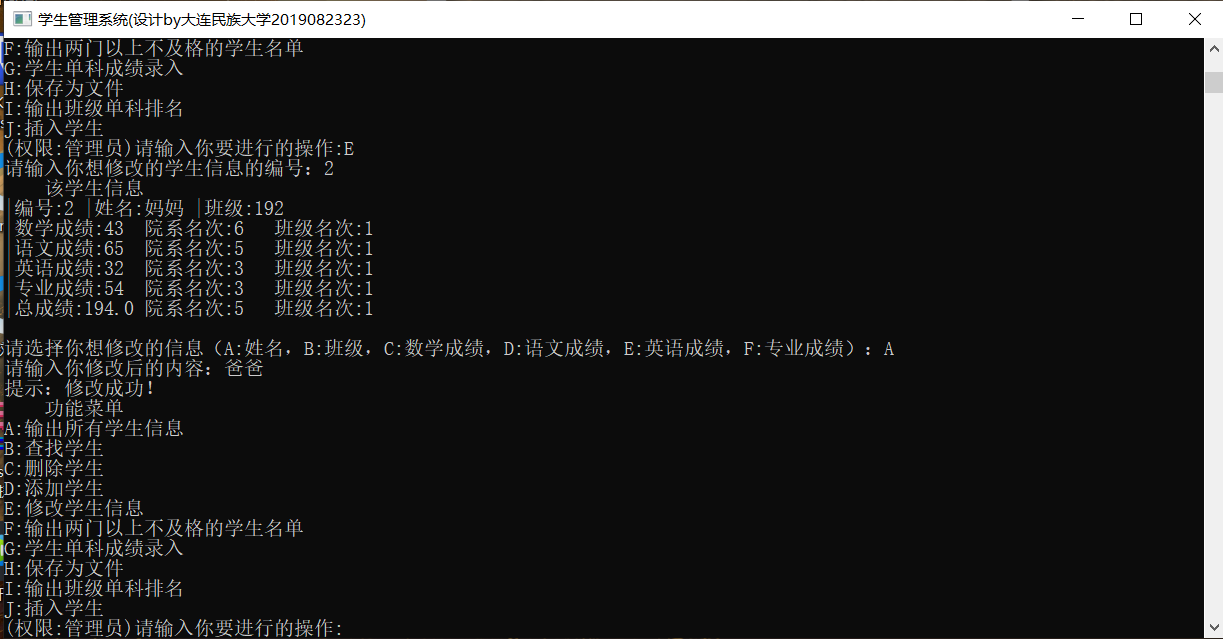 学生管理系统(设计by大连民族大学2019082323)
F:输出两门以上不及格的学生名单
G:学生单科成绩录入
H:保存为文件
I:输出班级单科排名
J:插入学生
(权限:管理员)请输入你要进行的操作:E
请输入你想修改的学生信息的编号: 2
该学生信息
|编号:2 |姓名:妈妈 |班级:192
|数学成绩:43 院系名次:6 班级名次:1
|语文成绩:65 院系名次:5 班级名次:1
|英语成绩:32 院系名次:3 班级名次:1
|专业成绩:54 院系名次:3 班级名次:1
|总成绩:194.0 院系名次:5 班级名次:1
请选择你想修改的信息（A:姓名，B:班级，C:数学成绩，D:语文成绩，E:英语成绩，F:专业成绩）: A
请输入你修改后的内容: 爸爸
提示: 修改成功!
功能菜单
A:输出所有学生信息
B:查找学生
C:删除学生
D:添加学生
E:修改学生信息
F:输出两门以上不及格的学生名单
G:学生单科成绩录入
H:保存为文件
I:输出班级单科排名
J:插入学生
(权限:管理员)请输入你要进行的操作: